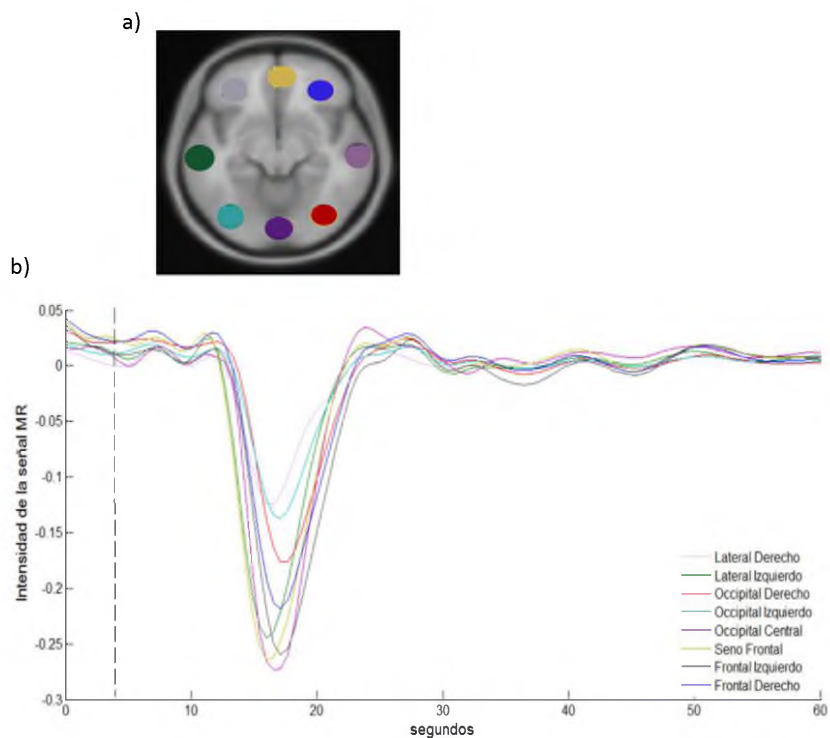 a)
b)
Intensidad de la señal MR
0.05
0
-0.05
-0.1
-0.15
-0.2
-0.25
-0.3
Lateral Derecho
Lateral Izquierdo
Occipital Derecho
Occipital Izquierdo
Occipital Central
Seno Frontal
Frontal Izquierdo
Frontal Derecho
0
10
20
30
40
50
60
segundos